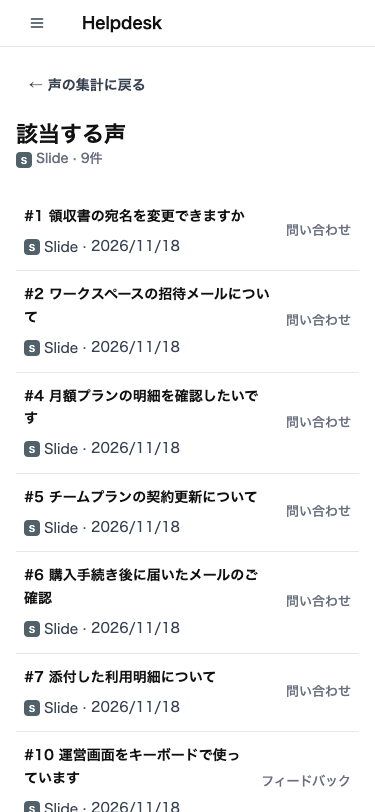 Helpdesk
← 声の集計に戻る
該当する声
S Slide · 9件
#1 領収書の宛名を変更できますか
問い合わせ
S Slide · 2026/11/18
#2 ワークスペースの招待メールについ
て
問い合わせ
S Slide · 2026/11/18
#4 月額プランの明細を確認したいで
す
問い合わせ
S Slide · 2026/11/18
#5 チームプランの契約更新について
問い合わせ
S Slide · 2026/11/18
#6 購入手続き後に届いたメールのご
確認
問い合わせ
S Slide · 2026/11/18
#7 添付した利用明細について
問い合わせ
S Slide · 2026/11/18
#10 運営画面をキーボードで使っ
ています
フィードバック
S Slide · 2026/11/18